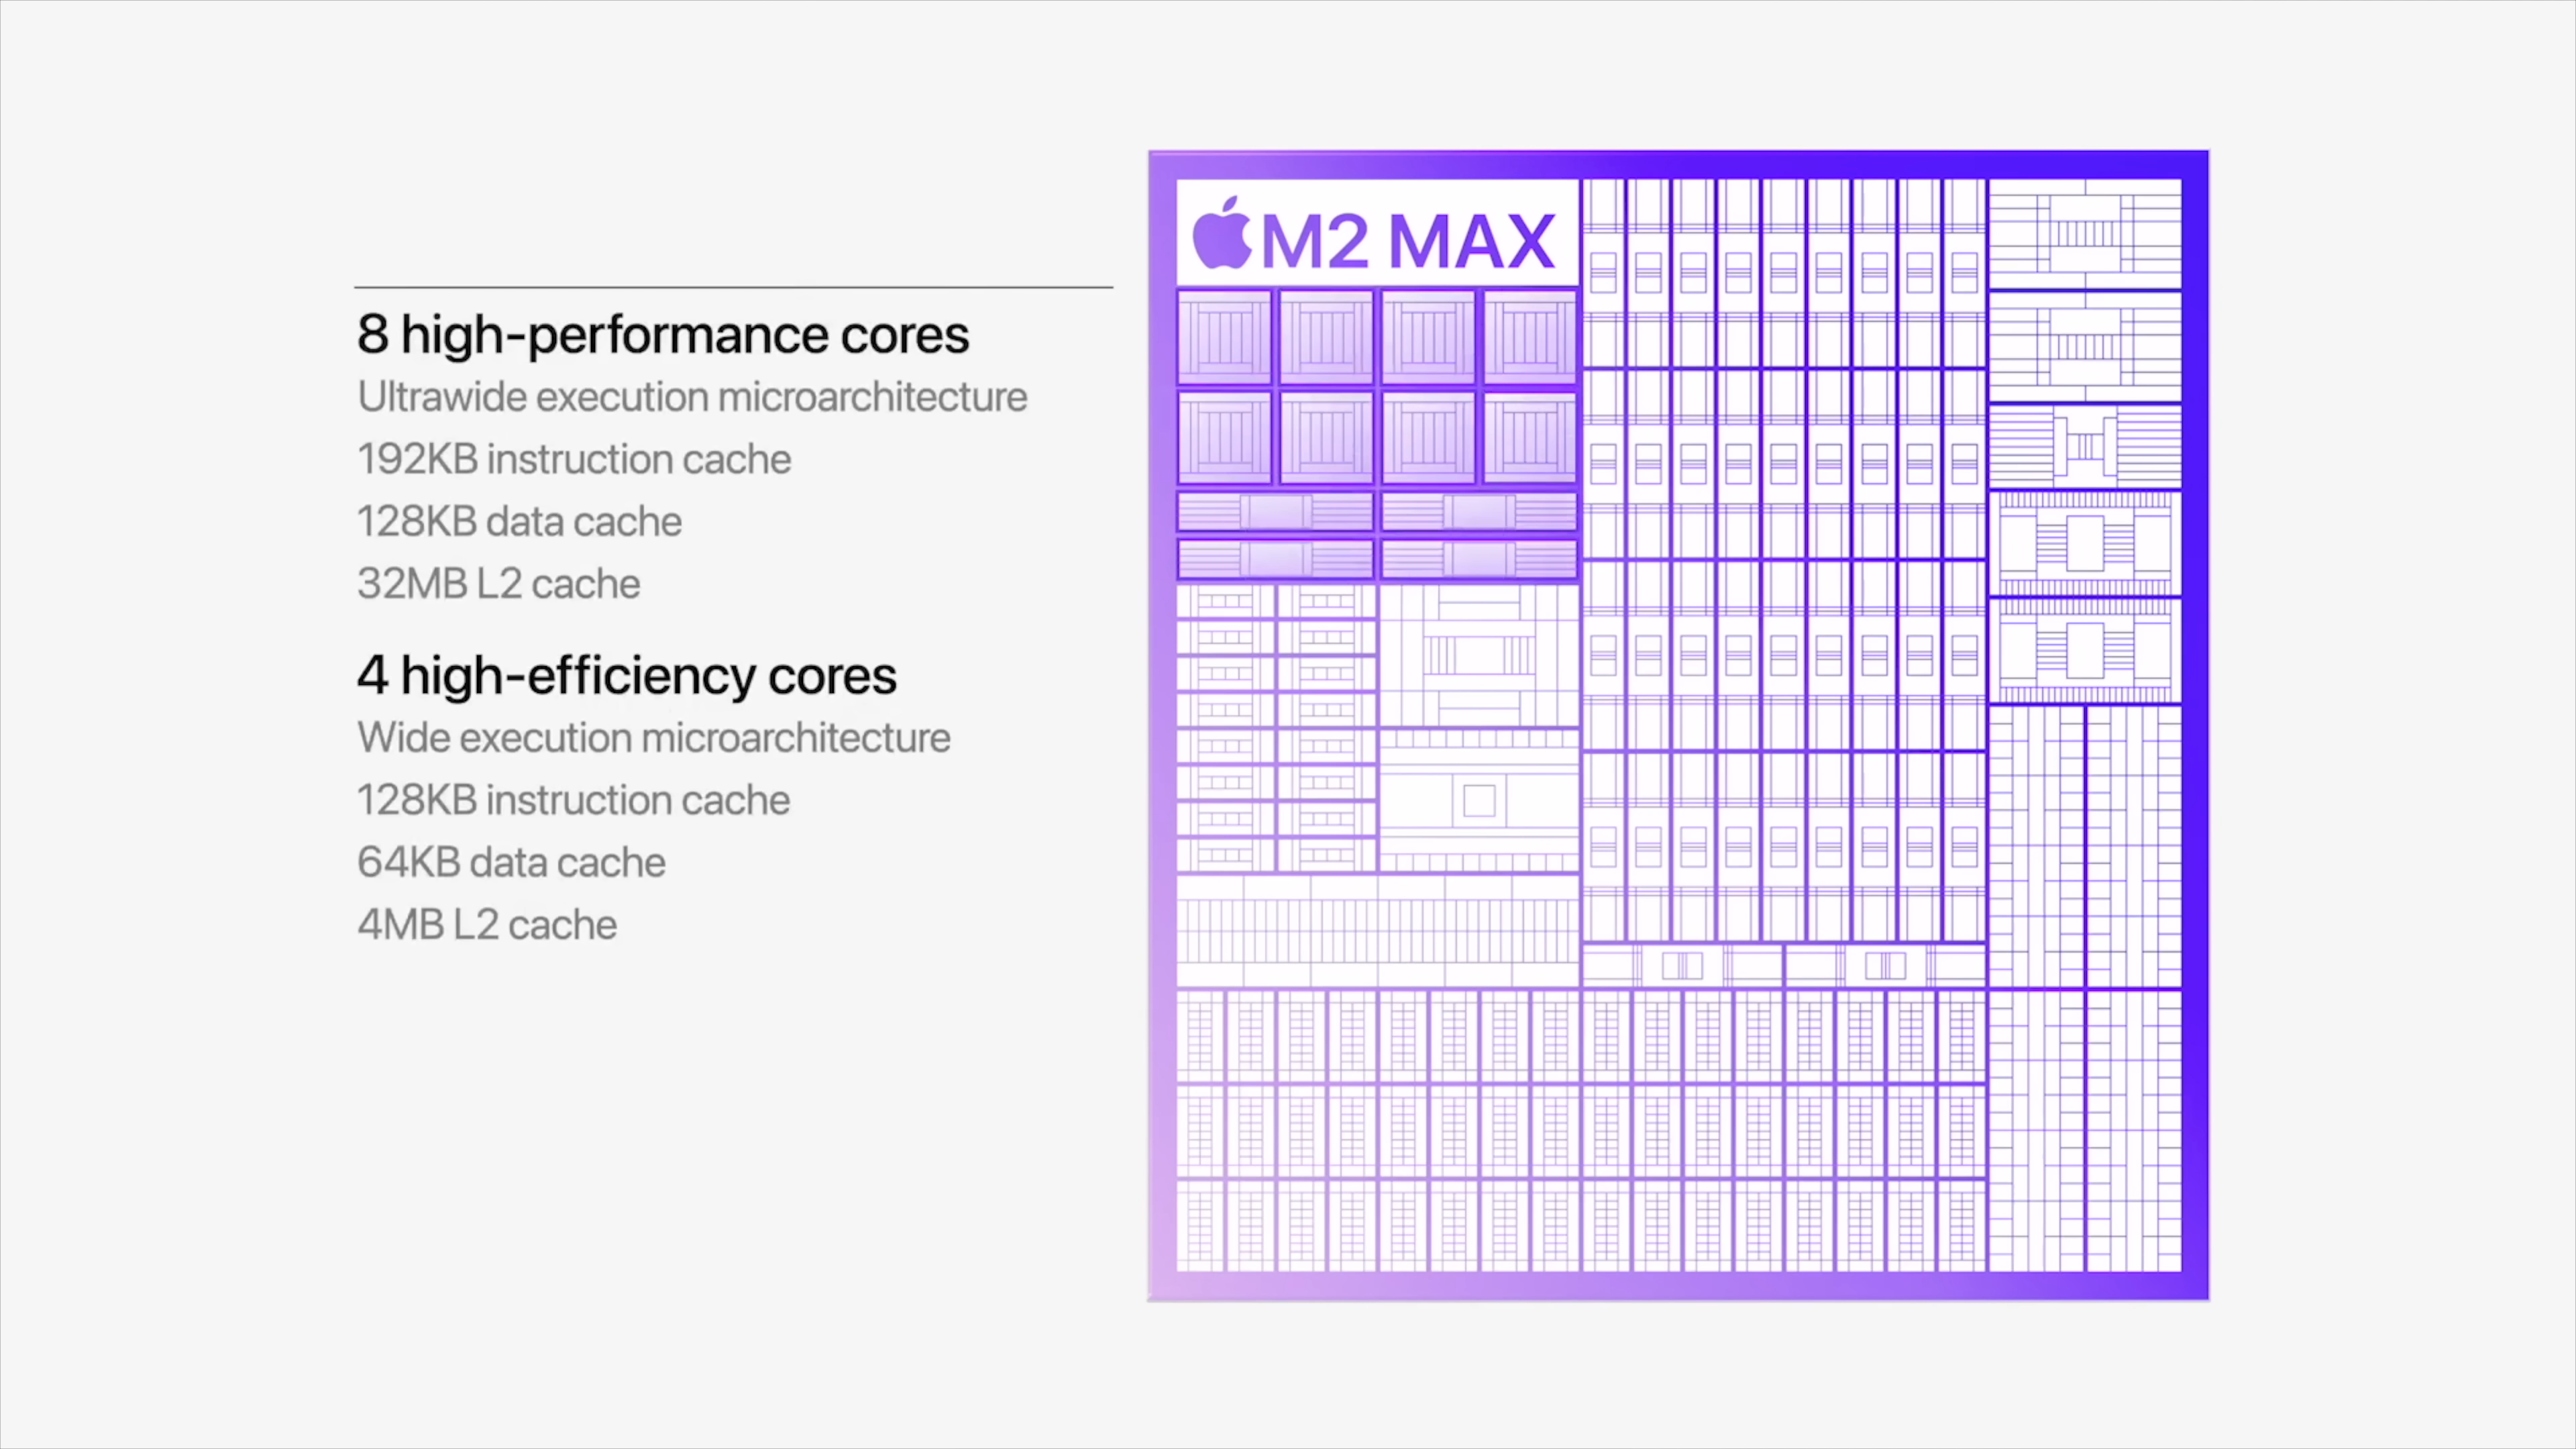 M2 MAX
8 high-performance cores
Ultrawide execution microarchitecture
192KB instruction cache
128KB data cache
32MB L2 cache
4 high-efficiency cores
Wide execution microarchitecture
128KB instruction cache
64KB data cache
4MB L2 cache